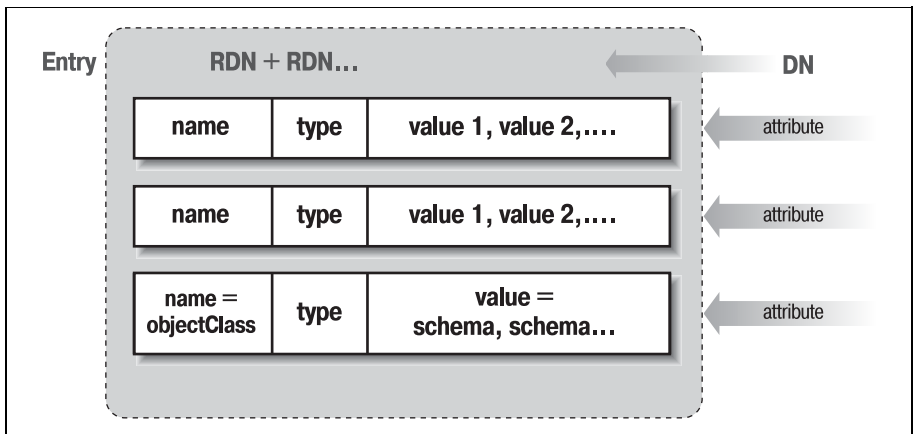 Entry
RDN + RDN...
DN
name type value 1, value 2,....
attribute
name type value 1, value 2,....
attribute
name =
objectClass
type
value =
schema, schema...
attribute